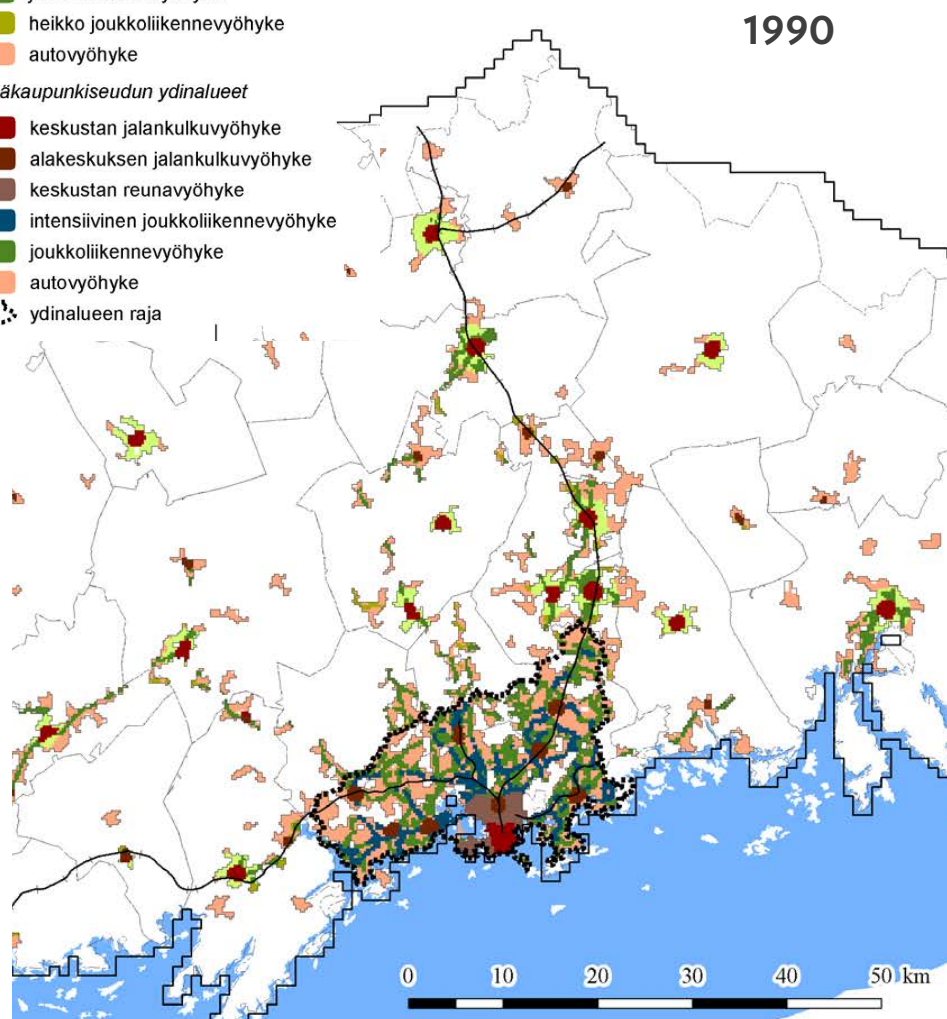 1990
heikko joukkoliikennevyöhyke
autovyöhyke
äkaupunkiseudun ydinalueet
keskustan jalankulkuvyöhyke
alakeskuksen jalankulkuvyöhyke
keskustan reunavyöhyke
intensiivinen joukkoliikennevyöhyke
joukkoliikennevyöhyke
autovyöhyke
ydinalueen raja
0 10 20 30 40 50 km